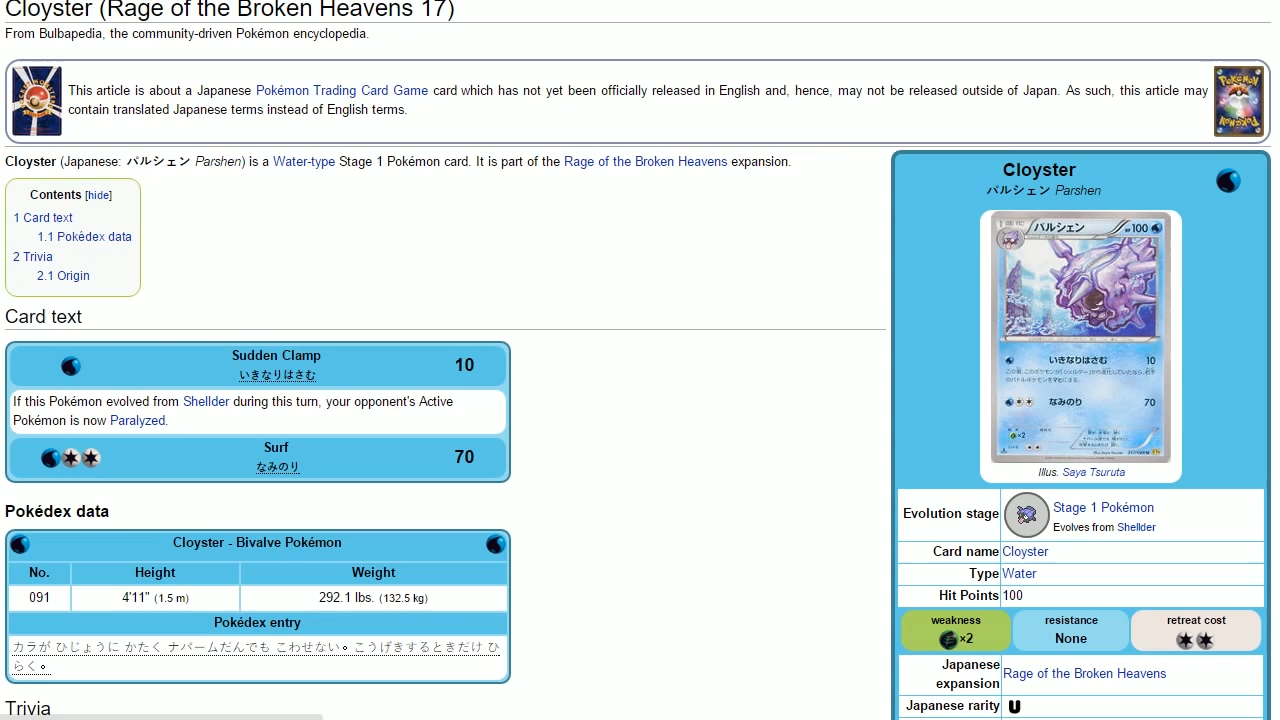 Cloyster (Rage of the Broken Heavens 17)
From Bulbapedia, the community-driven Pokémon encyclopedia.
This article is about a Japanese Pokémon Trading Card Game card which has not yet been officially released in English and, hence, may not be released outside of Japan. As such, this article may
contain translated Japanese terms instead of English terms.
Cloyster (Japanese: パルシェン Parshen) is a Water-type Stage 1 Pokémon card. It is part of the Rage of the Broken Heavens expansion.
Contents [hide]
1 Card text
1.1 Pokédex data
2 Trivia
2.1 Origin
Card text
Sudden Clamp
いきなりはさむ
10
If this Pokémon evolved from Shellder during this turn, your opponent's Active
Pokémon is now Paralyzed.
Surf
なみのり
70
Pokédex data
Cloyster - Bivalve Pokémon
No. Height Weight
091 4'11" (1.5 m) 292.1 lbs. (132.5 kg)
Pokédex entry
カラが ひじょうに かたく ナパームだんでも こわせない。こうげきするときだけ ひ
らく。
Trivia
Cloyster
パルシェン Parshen
パルシェン HP100
いきなりはさむ 10
なみのり 70
×2
Illus. Saya Tsuruta
Evolution stage Stage 1 Pokémon
Evolves from Shellder
Card name Cloyster
Type Water
Hit Points 100
weakness resistance retreat cost
×2 None
Japanese
expansion Rage of the Broken Heavens
Japanese rarity U